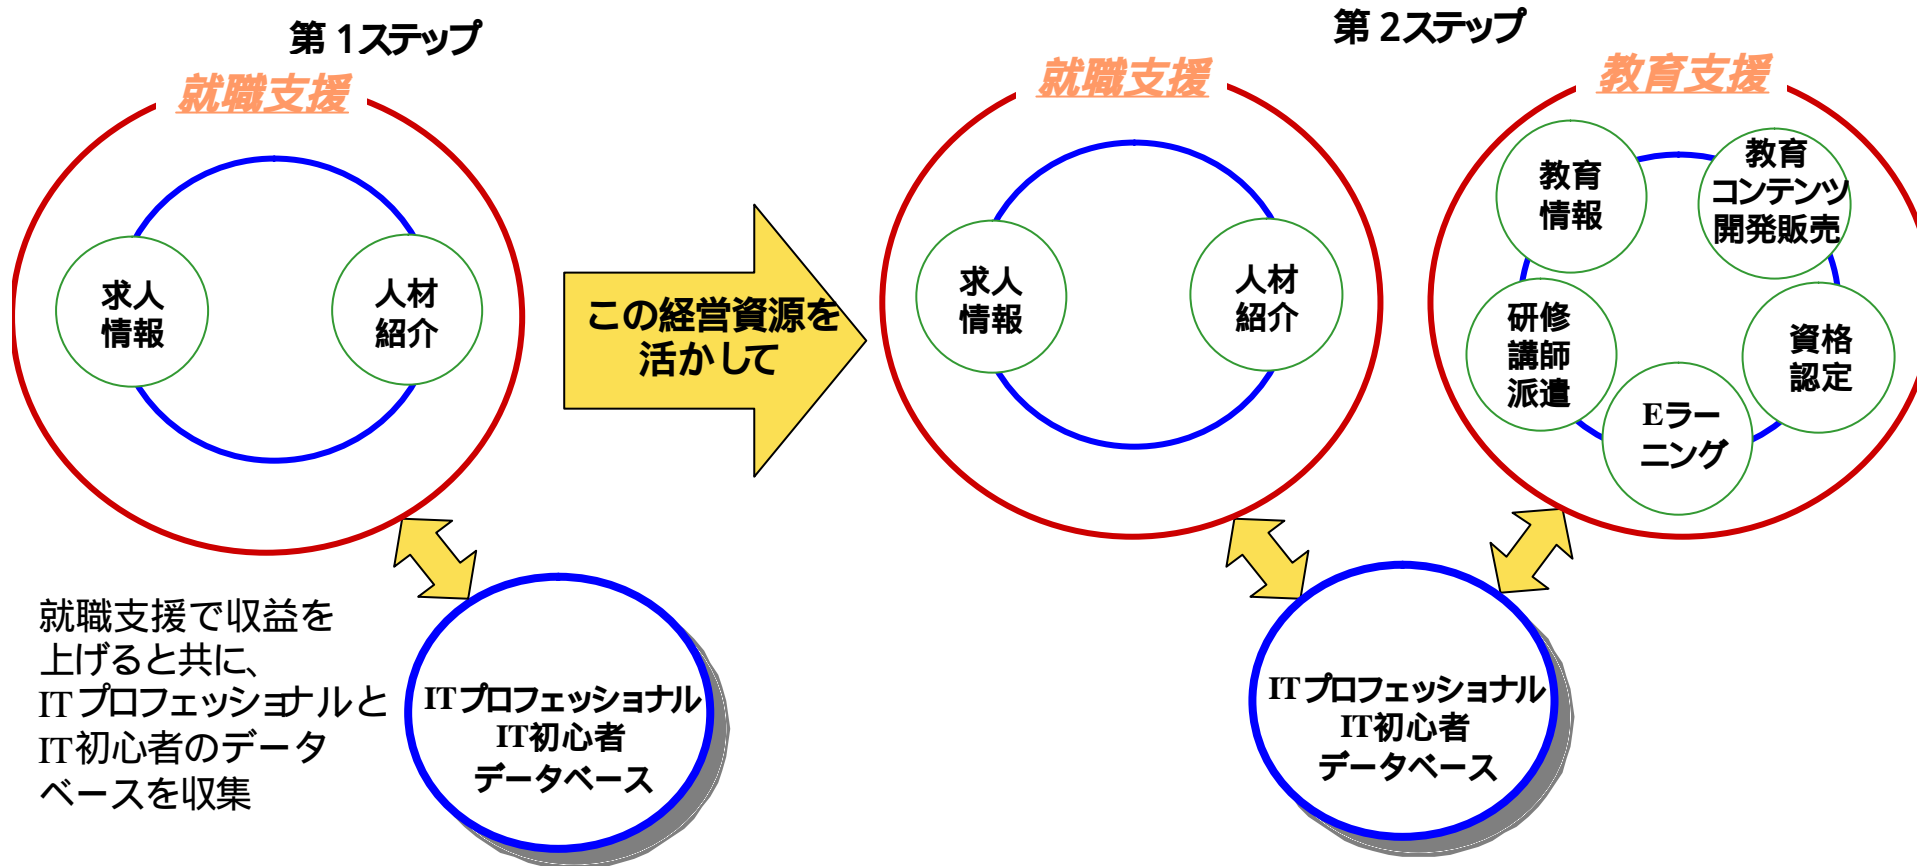 第1ステップ
就職支援
求人
情報
人材
紹介
就職支援で収益を
上げると共に、
ITプロフェッショナルと
IT初心者のデータ
ベースを収集
ITプロフェッショナル
IT初心者
データベース
この経営資源を
活かして
第2ステップ
就職支援
求人
情報
人材
紹介
教育支援
教育
情報
教育
コンテンツ
開発販売
研修
講師
派遣
資格
認定
Eラー
ニング
ITプロフェッショナル
IT初心者
データベース